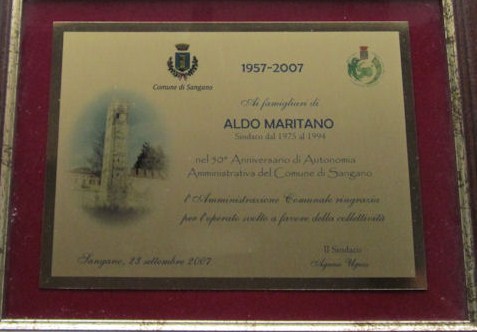 Comune di Sangano
1957-2007
Ai famigliari di
ALDO MARITANO
Sindaco dal 1975 al 1994
nel 50° Anniversario di Autonomia
Amministrativa del Comune di Sangano
l'Amministrazione Comunale ringrazia
per l'operato svolto a favore della collettività
Il Sindaco
Sangano, 23 settembre 2007